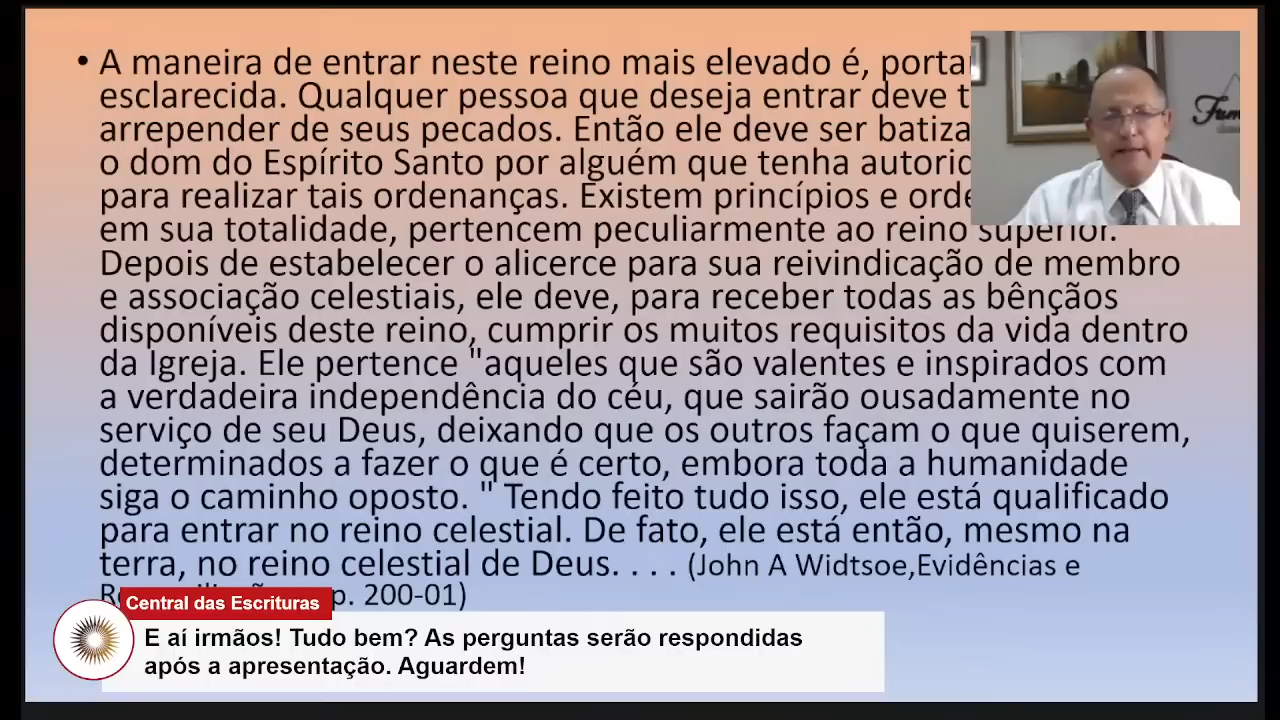 • A maneira de entrar neste reino mais elevado é,
esclarecida. Qualquer pessoa que deseja entrar deve
arrepender de seus pecados. Então ele deve ser
o dom do Espírito Santo por alguém que tenha
para realizar tais ordenanças. Existem princípios e
em sua totalidade, pertencem peculiarmente ao reino superior.
Depois de estabelecer o alicerce para sua reivindicação de membro
e associação celestiais, ele deve, para receber todas as bênçãos
disponíveis deste reino, cumprir os muitos requisitos da vida dentro
da Igreja. Ele pertence "aqueles que são valentes e inspirados com
a verdadeira independência do céu, que sairão ousadamente no
serviço de seu Deus, deixando que os outros façam o que quiserem,
determinados a fazer o que é certo, embora toda a humanidade
siga o caminho oposto. " Tendo feito tudo isso, ele está qualificado
para entrar no reino celestial. De fato, ele está então, mesmo na
terra, no reino celestial de Deus. . . . (John A Widtsoe,Evidências e
p. 200-01)
Central das Escrituras
E aí irmãos! Tudo bem? As perguntas serão respondidas
após a apresentação. Aguardem!